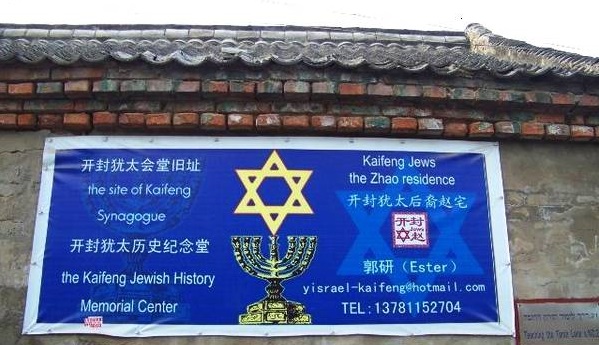 开封犹太会堂旧址
the site of Kaifeng
Synagogue
开封犹太历史纪念堂
the Kaifeng Jewish History
Memorial Center
Kaifeng Jews
the Zhao residence
开封犹太后裔赵宅
开封
Jews
赵
郭研（Ester）
yisrael-kaifeng@hotmail.com
TEL: 13781152704